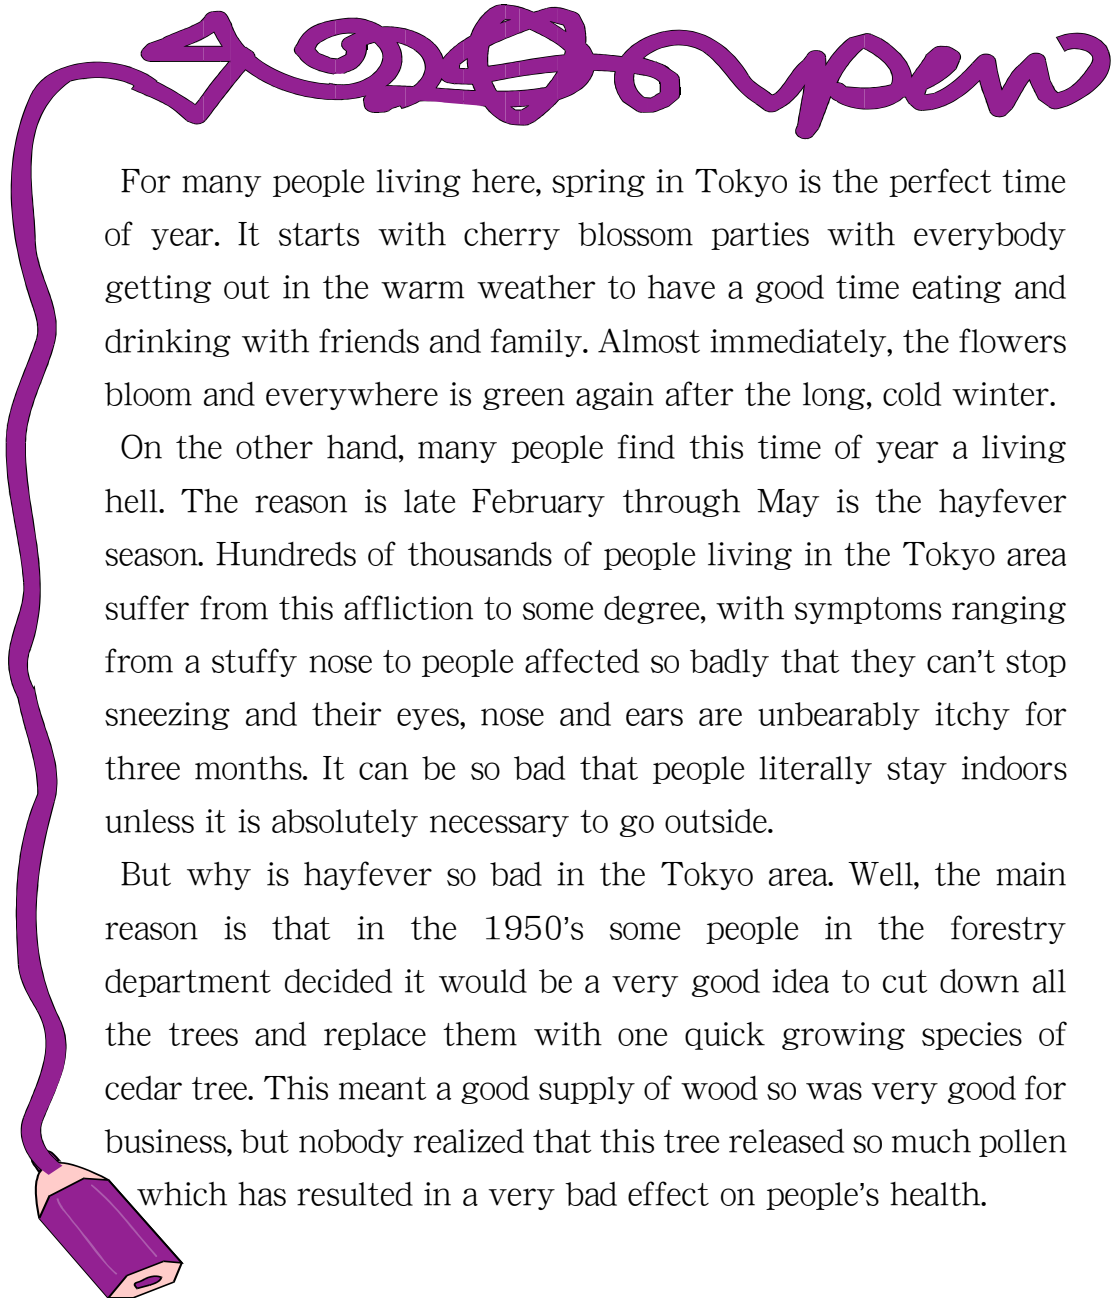 For many people living here, spring in Tokyo is the perfect time
of year. It starts with cherry blossom parties with everybody
getting out in the warm weather to have a good time eating and
drinking with friends and family. Almost immediately, the flowers
bloom and everywhere is green again after the long, cold winter.
On the other hand, many people find this time of year a living
hell. The reason is late February through May is the hayfever
season. Hundreds of thousands of people living in the Tokyo area
suffer from this affliction to some degree, with symptoms ranging
from a stuffy nose to people affected so badly that they can’t stop
sneezing and their eyes, nose and ears are unbearably itchy for
three months. It can be so bad that people literally stay indoors
unless it is absolutely necessary to go outside.
But why is hayfever so bad in the Tokyo area. Well, the main
reason is that in the 1950’s some people in the forestry
department decided it would be a very good idea to cut down all
the trees and replace them with one quick growing species of
cedar tree. This meant a good supply of wood so was very good for
business, but nobody realized that this tree released so much pollen
which has resulted in a very bad effect on people’s health.